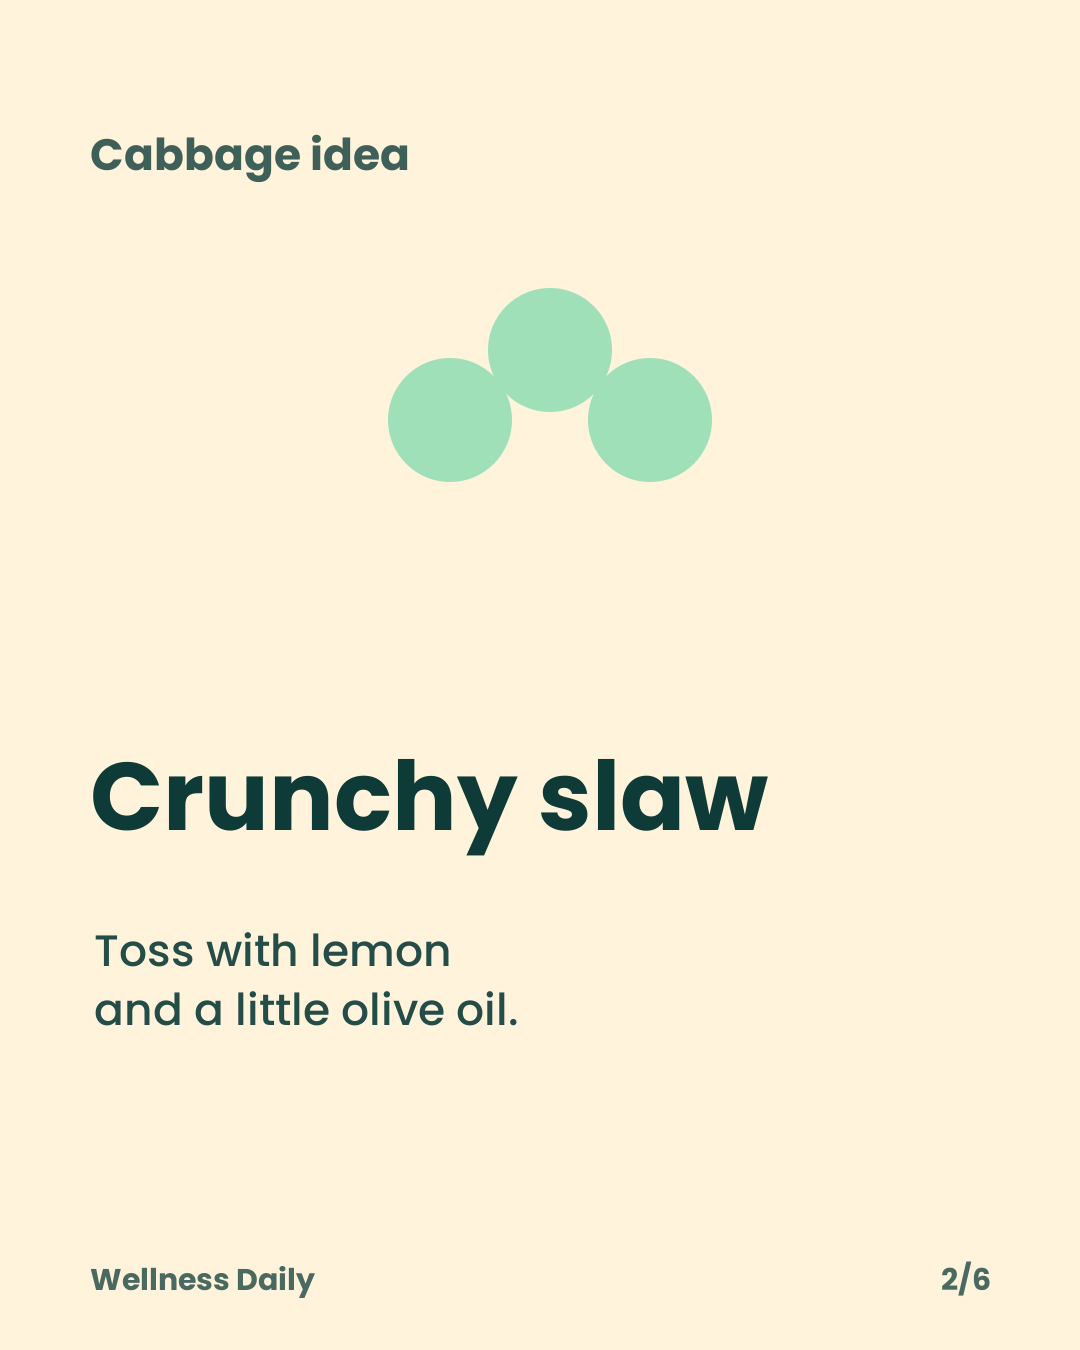 Cabbage idea
Crunchy slaw
Toss with lemon
and a little olive oil.
Wellness Daily
2/6